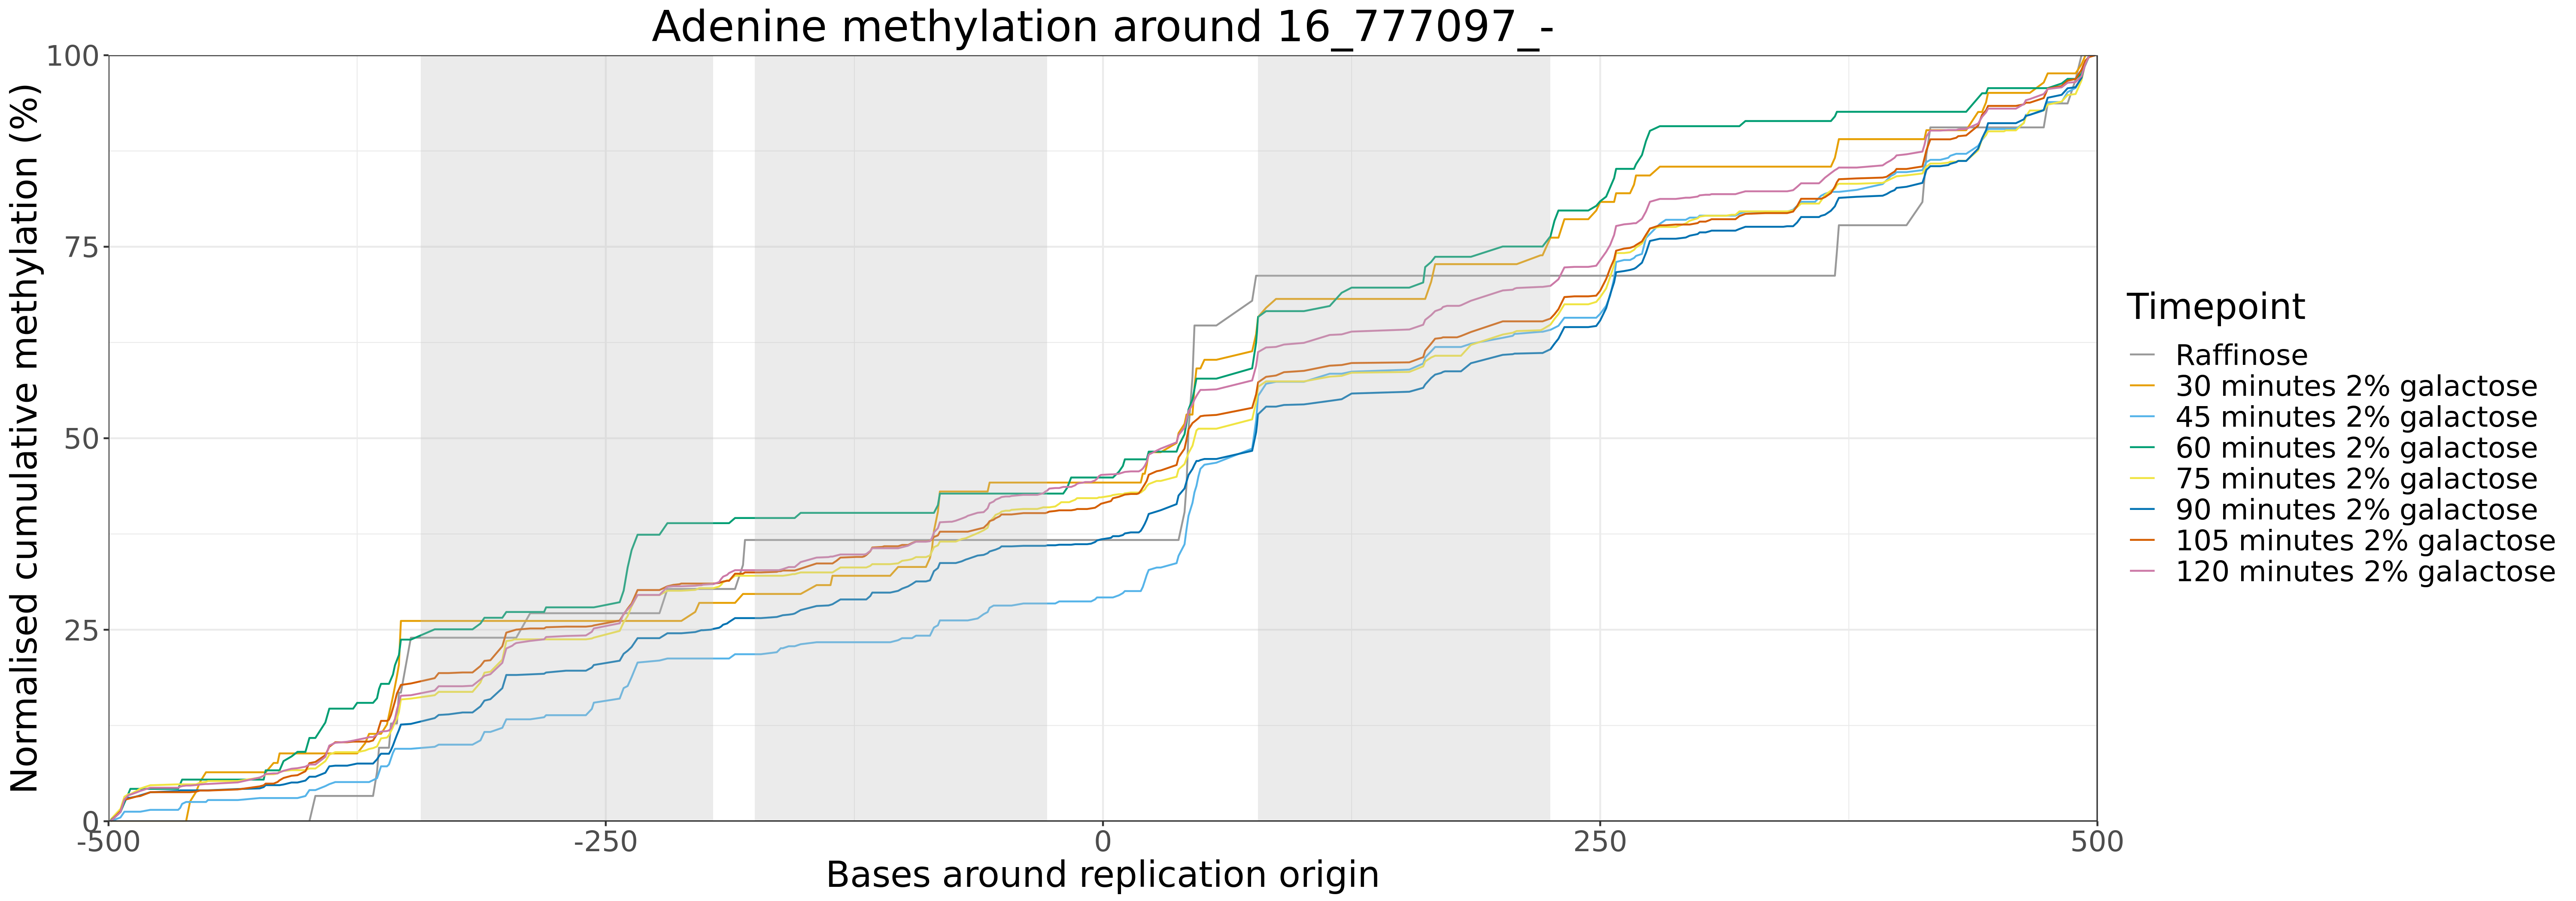 Adenine methylation around 16_777097_-
Normalised cumulative methylation (%)
100
75
50
25
0
-500
-250
0
250
500
Bases around replication origin
Timepoint
Raffinose
30 minutes 2% galactose
45 minutes 2% galactose
60 minutes 2% galactose
75 minutes 2% galactose
90 minutes 2% galactose
105 minutes 2% galactose
120 minutes 2% galactose